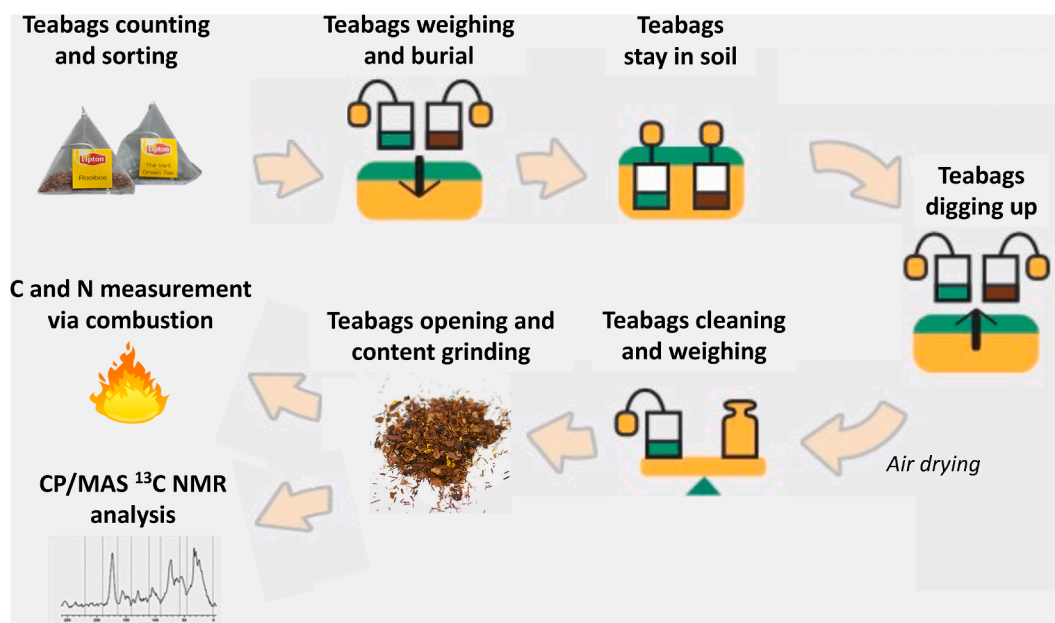 Teabags counting
and sorting
Teabags weighing
and burial
Teabags
stay in soil
Teabags
digging up
Lipton
Rooibos
Lipton
Thé Vert
Green Tea
C and N measurement
via combustion
Teabags opening and
content grinding
Teabags cleaning
and weighing
Air drying
CP/MAS ¹³C NMR
analysis